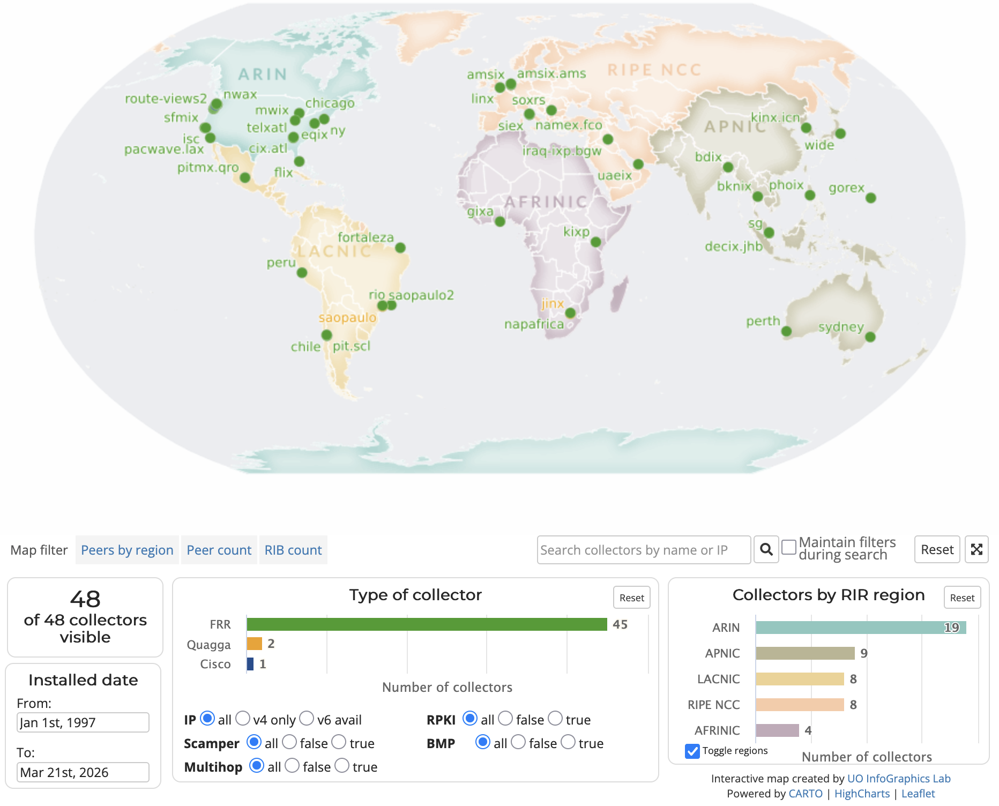 ARIN
RIPE NCC
amsix
amsix.ams
nwax
route-views2
linx
soxrs
chicago
mwix
sfmix
kinx.icn
APNIC
telxatl
siex
namex.fco
eqix
ny
isc
wide
pacwave.lax
cix.atl
iraq-ixp.bgw
bdix
pitmx.qro
flix
uaeix
bknix
phoix
gorex
AFRINIC
gixa
sg
kixp
fortaleza
decix.jhb
LACNIC
peru
rio
saopaulo2
jinx
saopaulo
napafrica
perth
sydney
chile
pit.scl
Map filter
Peers by region
Peer count
RIB count
Search collectors by name or IP
Maintain filters
during search
Reset
48
of 48 collectors
visible
Installed date
From:
Jan 1st, 1997
To:
Mar 21st, 2026
Type of collector
Reset
FRR 45
Quagga 2
Cisco 1
Number of collectors
IP all v4 only v6 avail
RPKI all false true
Scamper all false true
BMP all false true
Multihop all false true
Collectors by RIR region
Reset
ARIN 19
APNIC 9
LACNIC 8
RIPE NCC 8
AFRINIC 4
Toggle regions
Number of collectors
Interactive map created by UO InfoGraphics Lab
Powered by CARTO | HighCharts | Leaflet